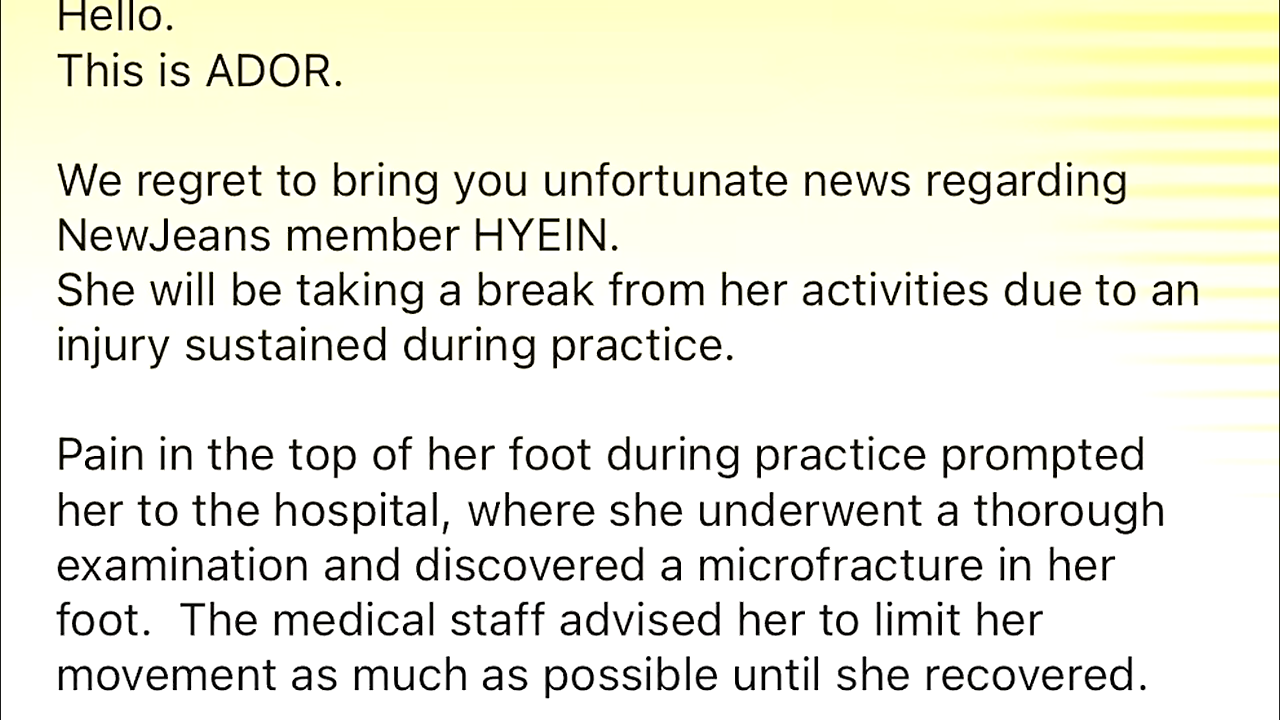 Hello.
This is ADOR.
We regret to bring you unfortunate news regarding
NewJeans member HYEIN.
She will be taking a break from her activities due to an
injury sustained during practice.
Pain in the top of her foot during practice prompted
her to the hospital, where she underwent a thorough
examination and discovered a microfracture in her
foot.  The medical staff advised her to limit her
movement as much as possible until she recovered.